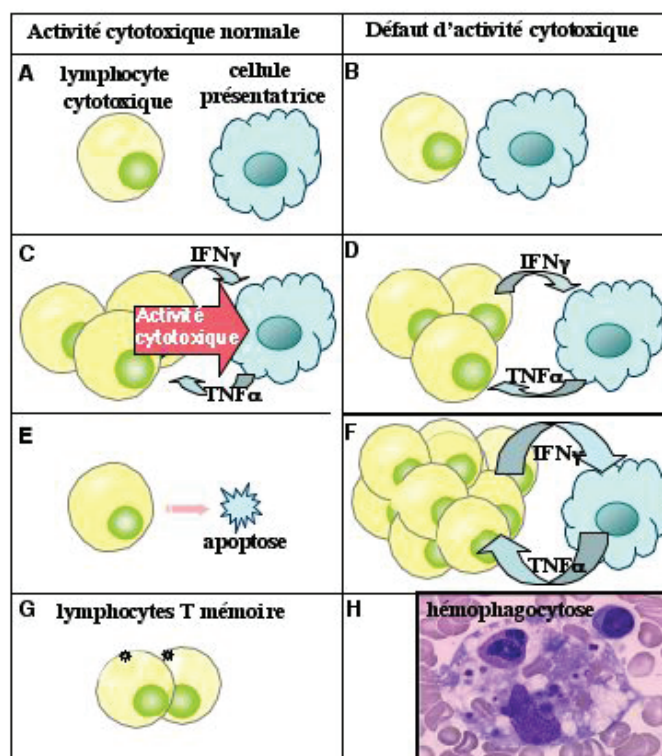 Activité cytotoxique normale
Défaut d'activité cytotoxique
A
lymphocyte
cytotoxique
cellule
présentatrice
B
C
IFNγ
Activité
cytotoxique
TNFα
D
IFNγ
TNFα
E
apoptose
F
IFNγ
TNFα
G
lymphocytes T mémoire
H
hémophagocytose